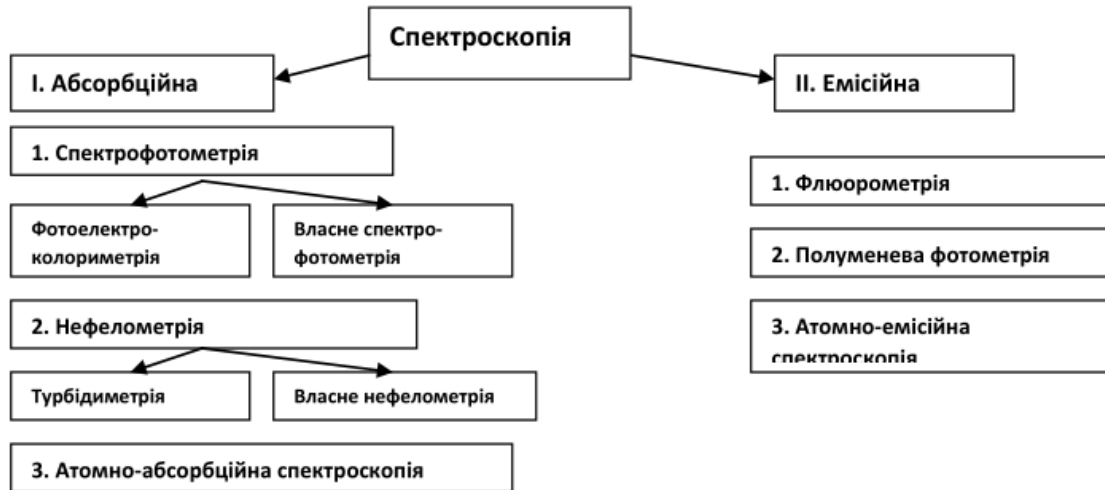 Спектроскопія
I. Абсорбційна
II. Емісійна
1. Спектрофотометрія
Фотоелектро-
колориметрія
Власне спектро-
фотометрія
2. Нефелометрія
Турбідиметрія
Власне нефелометрія
3. Атомно-абсорбційна спектроскопія
1. Флюорометрія
2. Полуменева фотометрія
3. Атомно-емісійна
спектроскопія